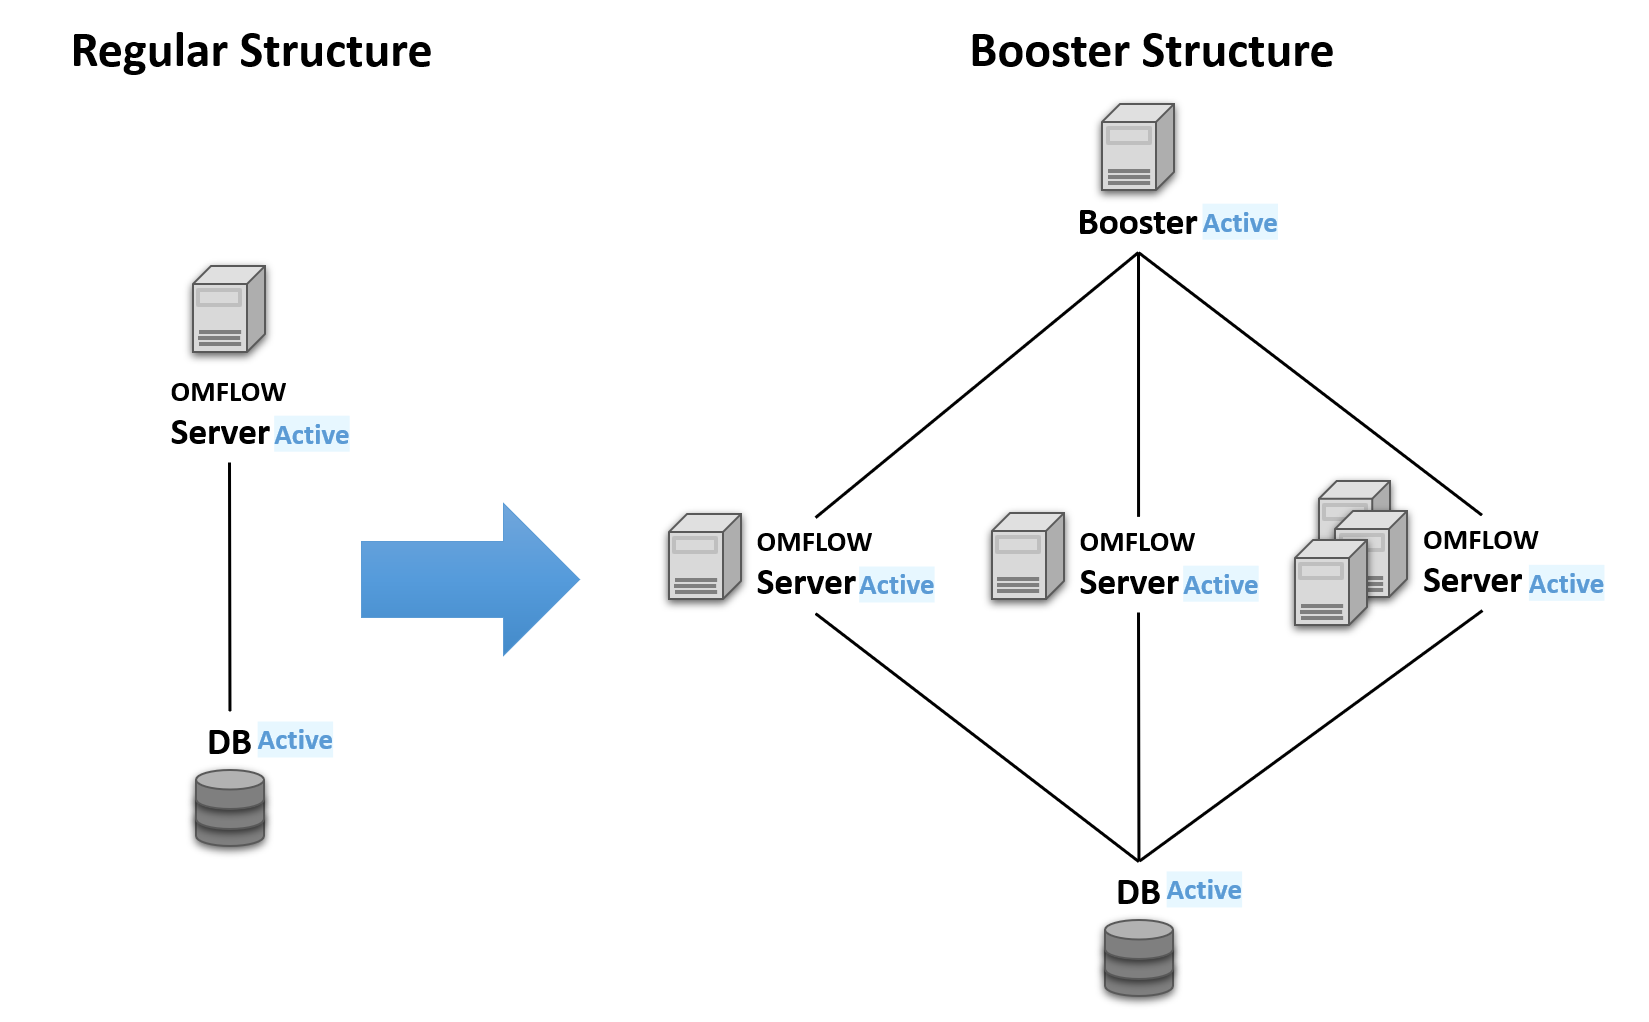 Regular Structure
OMFLOW
Server Active
DB Active
Booster Structure
Booster Active
OMFLOW
Server Active
OMFLOW
Server Active
OMFLOW
Server Active
DB Active